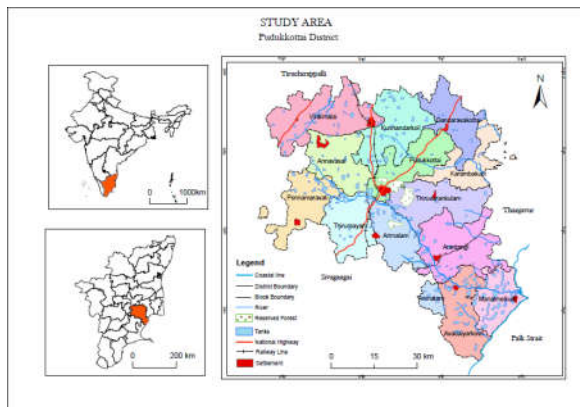 STUDY AREA
Pudukkottai District
N
Tiruchirappalli
Viralimalai
Kunnandarkoil
Gandarvakottai
Annavasal
Pudukkottai
Karambakudi
Ponnamaravathi
Thiruvarankulam
Thirumayam
Arimalam
Thanjavur
Aranthangi
Sivagangai
Manamelkudi
Avudaiyarkoil
Palk Strait
0 1000km
0 200 km
Legend
Coastal line
District Boundary
Block Boundary
River
Reserved Forest
Tanks
National Highway
Railway Line
Settlement
0 15 30 km